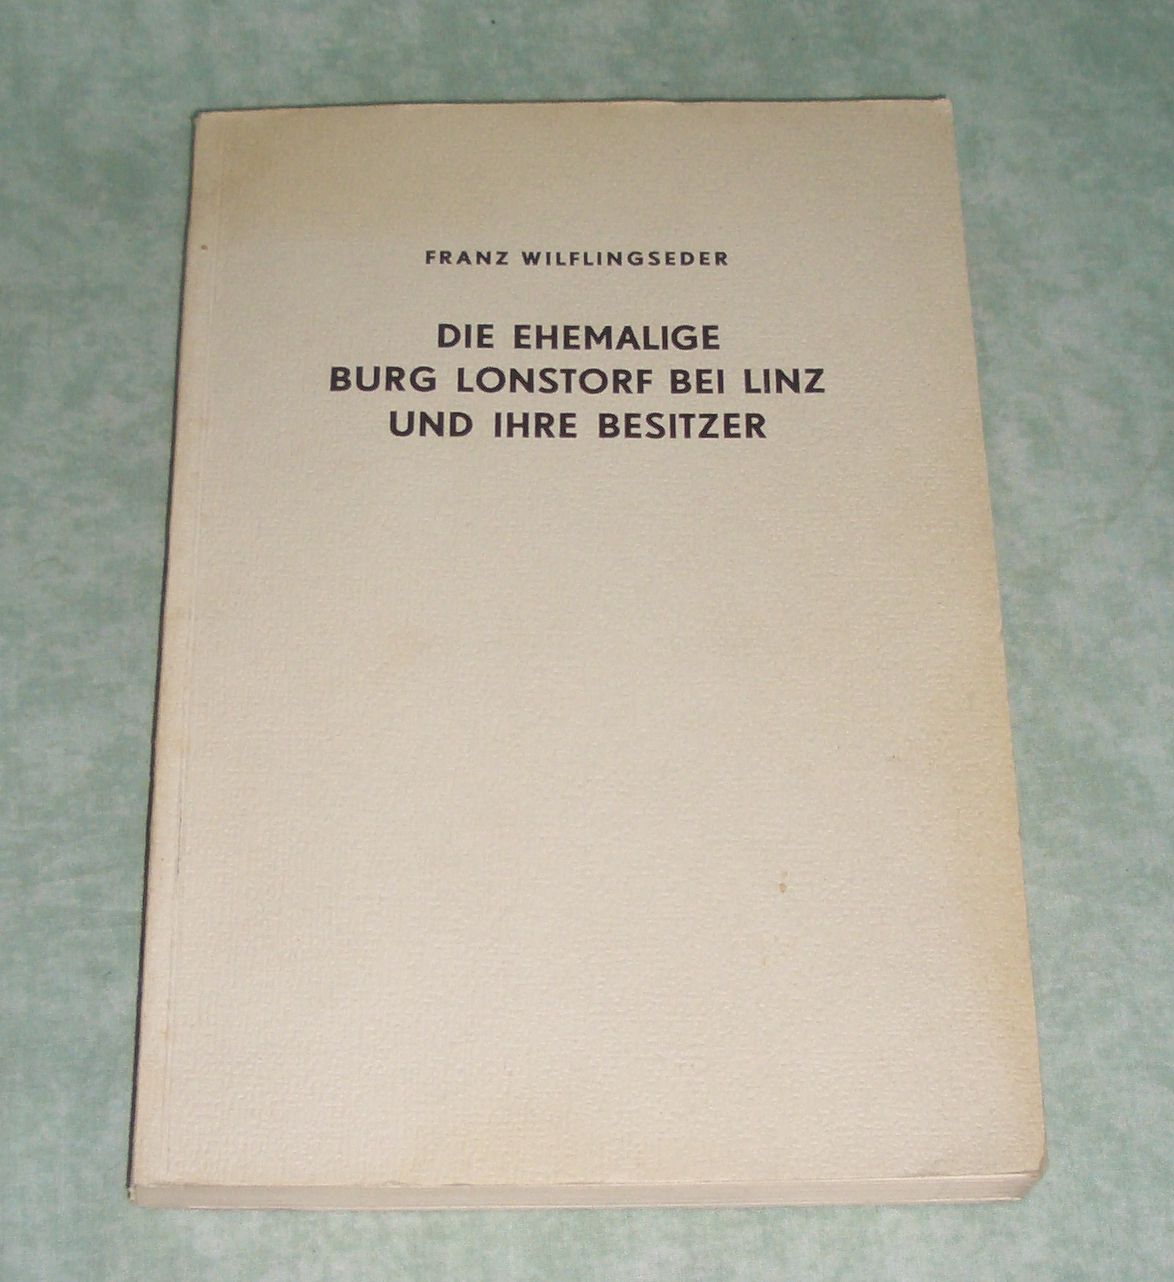 FRANZ WILFLINGSEDER
DIE EHEMALIGE
BURG LONSTORF BEI LINZ
UND IHRE BESITZER